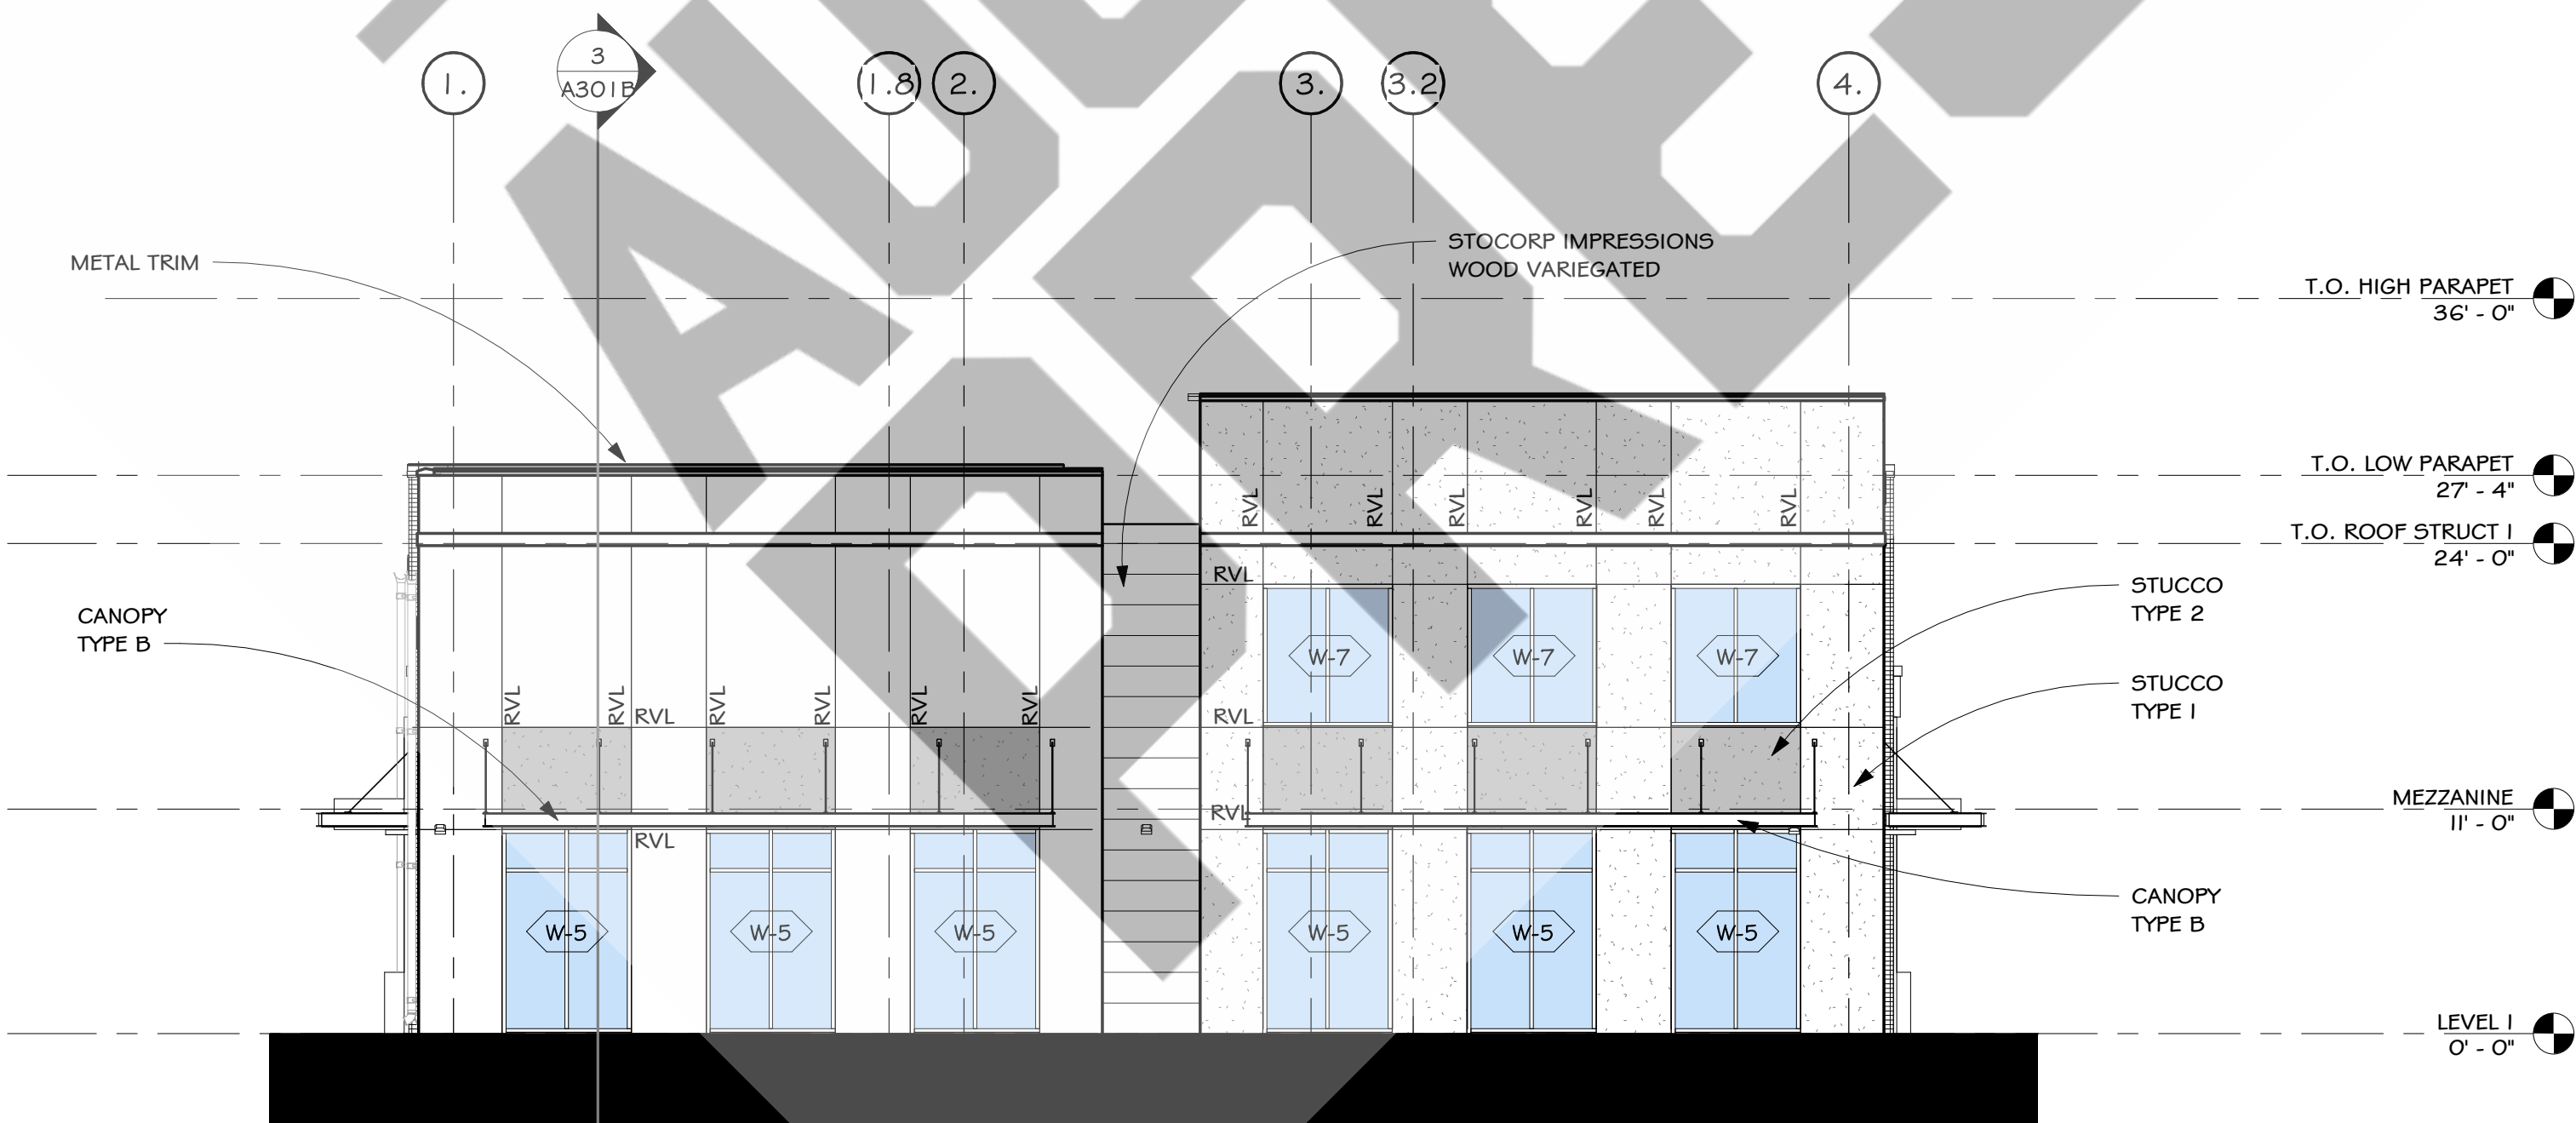 1.
3
A301B
1.8
2.
3.
3.2
4.
METAL TRIM
STOCORP IMPRESSIONS
WOOD VARIEGATED
T.O. HIGH PARAPET
36' - 0"
T.O. LOW PARAPET
27' - 4"
RVL
RVL
RVL
RVL
RVL
RVL
T.O. ROOF STRUCT 1
24' - 0"
RVL
CANOPY
TYPE B
STUCCO
TYPE 2
W-7
W-7
W-7
STUCCO
TYPE 1
RVL
RVL
RVL
RVL
RVL
RVL
RVL
RVL
MEZZANINE
11' - 0"
RVL
RVL
CANOPY
TYPE B
W-5
W-5
W-5
W-5
W-5
W-5
LEVEL 1
0' - 0"